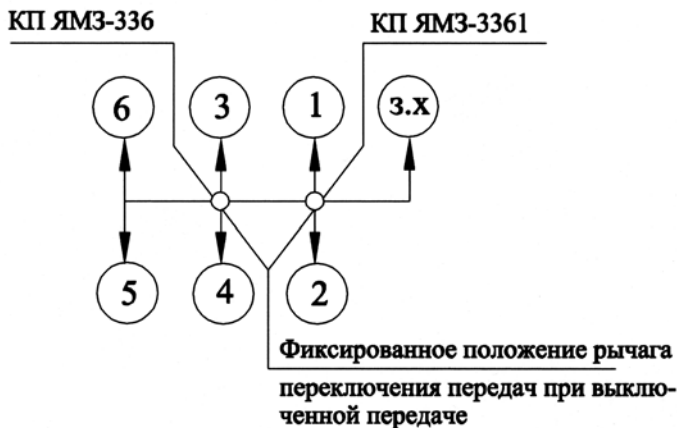 КП ЯМЗ-336 КП ЯМЗ-3361
6 3 1 з.х
5 4 2
Фиксированное положение рычага
переключения передач при выклю-
ченной передаче